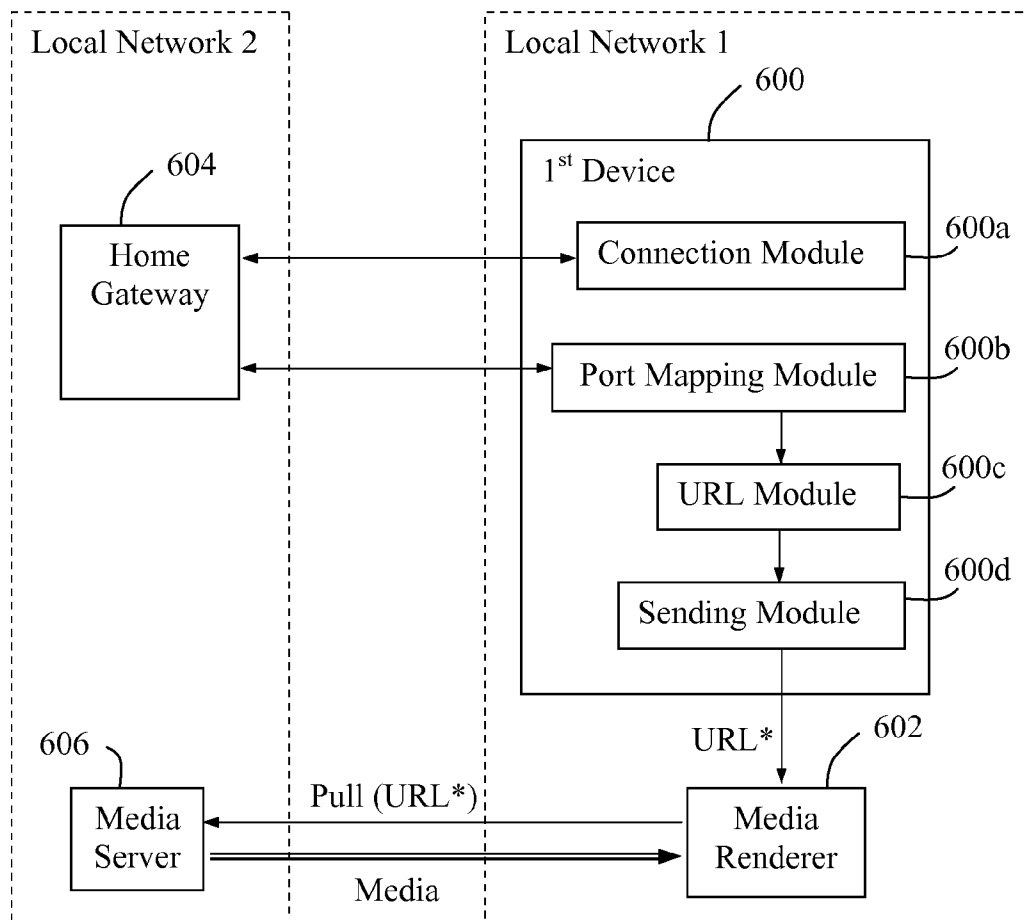 Local Network 2
Local Network 1
600
1st Device
604
Home
Gateway
Connection Module
600a
Port Mapping Module
600b
URL Module
600c
Sending Module
600d
URL*
602
606
Media
Server
Pull (URL*)
Media
Media
Renderer